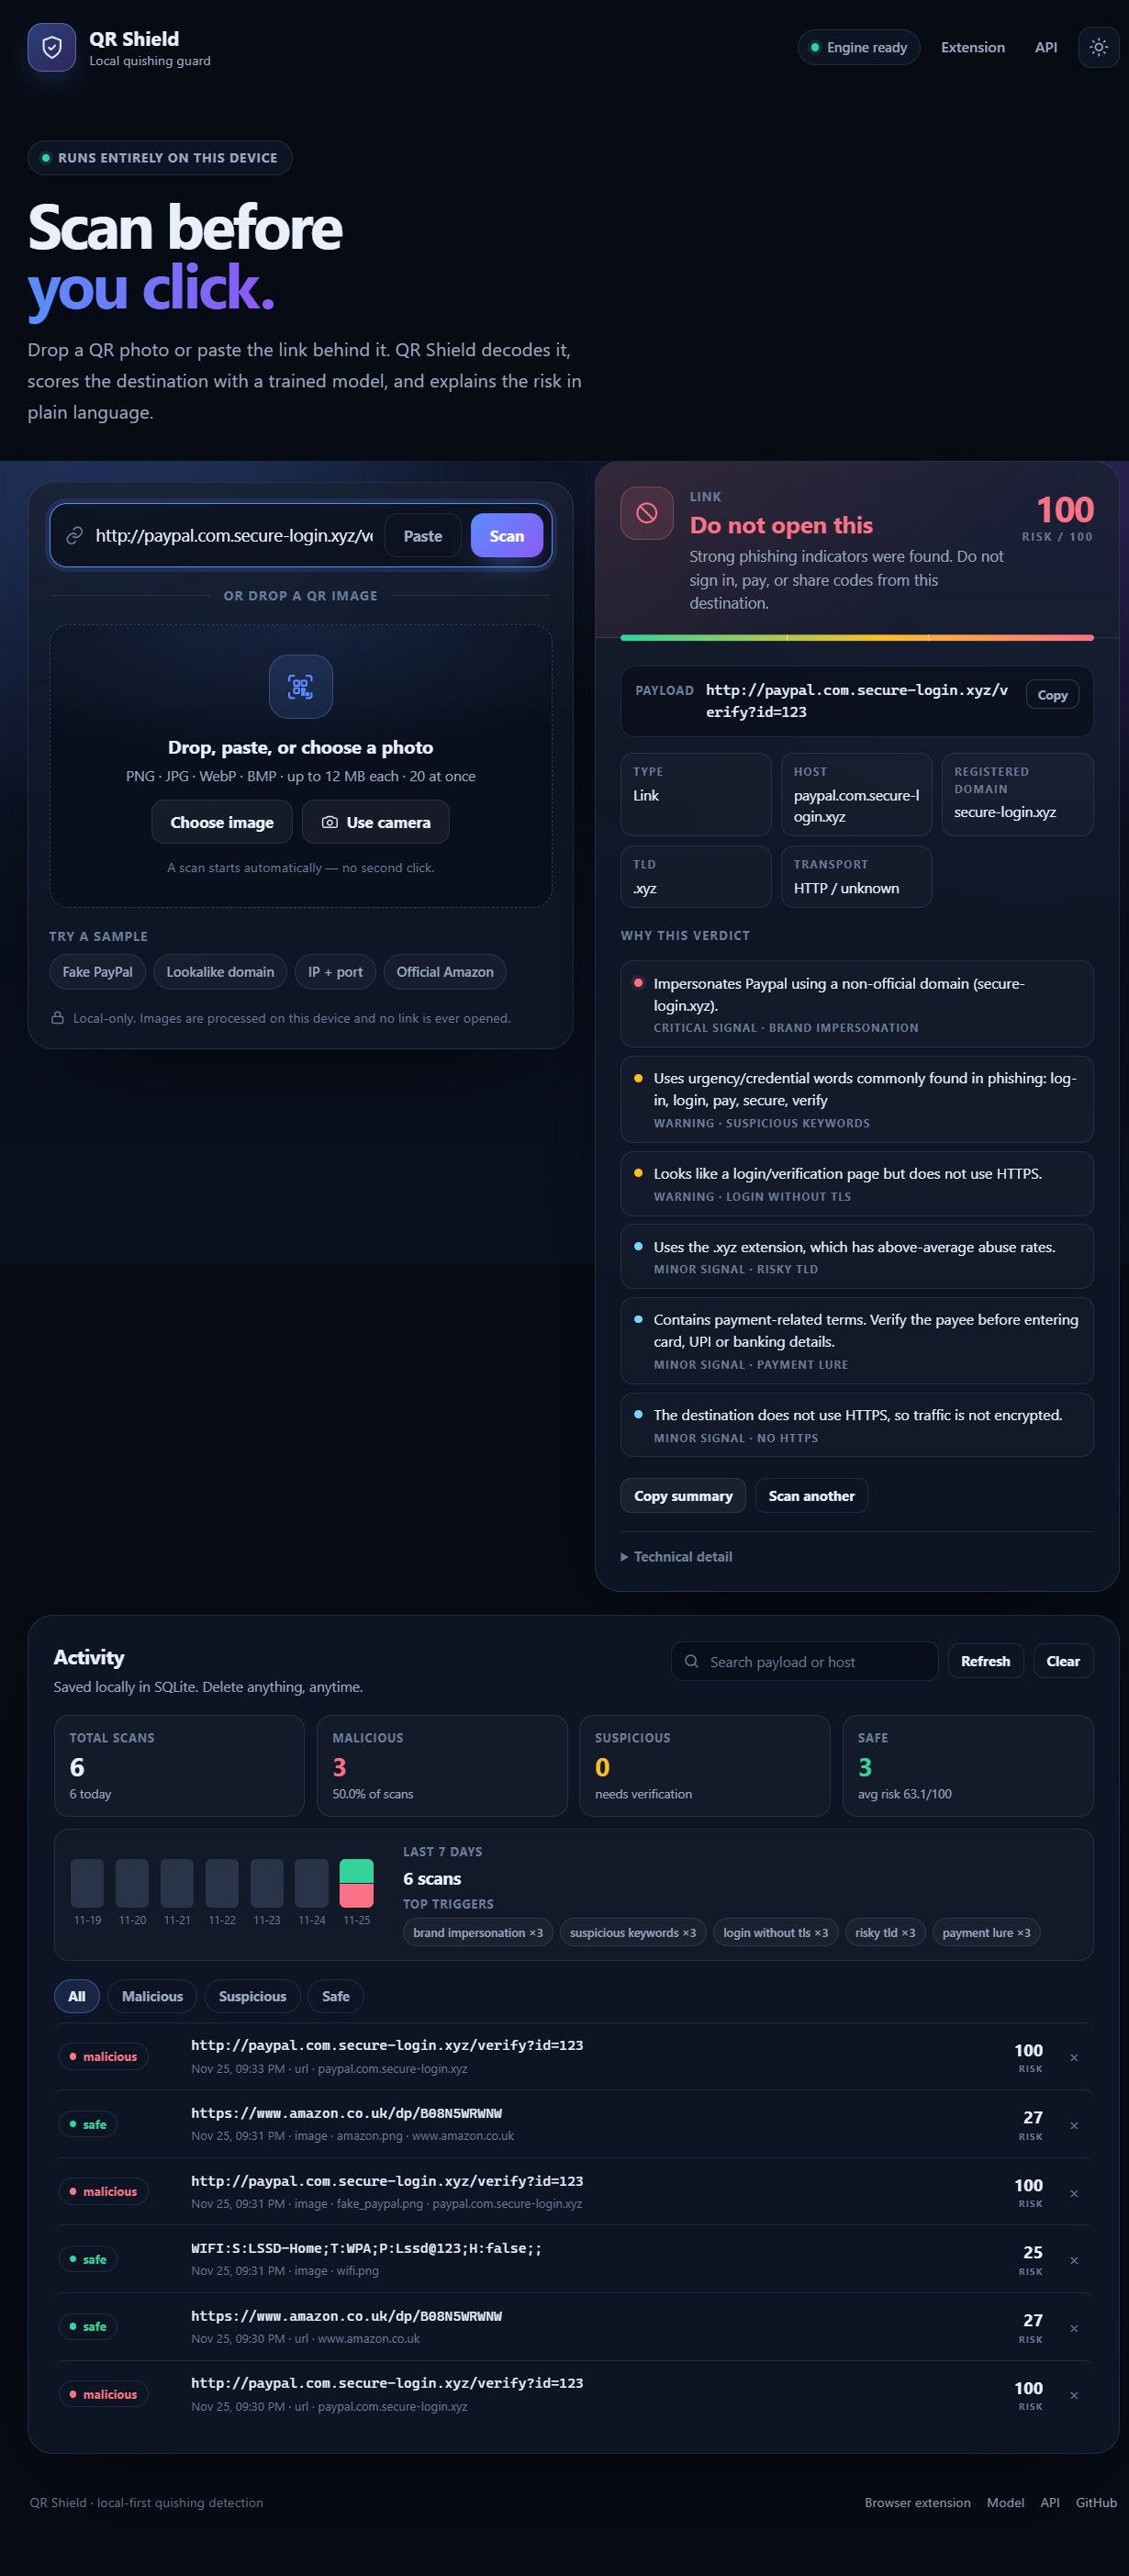 QR Shield
Local quishing guard
Engine ready
Extension
API
RUNS ENTIRELY ON THIS DEVICE
Scan before
you click.
Drop a QR photo or paste the link behind it. QR Shield decodes it,
scores the destination with a trained model, and explains the risk in
plain language.
http://paypal.com.secure-login.xyz/ve
Paste
Scan
OR DROP A QR IMAGE
Drop, paste, or choose a photo
PNG · JPG · WebP · BMP · up to 12 MB each · 20 at once
Choose image
Use camera
A scan starts automatically — no second click.
TRY A SAMPLE
Fake PayPal
Lookalike domain
IP + port
Official Amazon
Local-only. Images are processed on this device and no link is ever opened.
LINK
Do not open this
Strong phishing indicators were found. Do not
sign in, pay, or share codes from this
destination.
100
RISK / 100
PAYLOAD
http://paypal.com.secure-login.xyz/v
erify?id=123
Copy
TYPE
Link
HOST
paypal.com.secure-l
ogin.xyz
REGISTERED
DOMAIN
secure-login.xyz
TLD
.xyz
TRANSPORT
HTTP / unknown
WHY THIS VERDICT
Impersonates Paypal using a non-official domain (secure-
login.xyz).
CRITICAL SIGNAL · BRAND IMPERSONATION
Uses urgency/credential words commonly found in phishing: log-
in, login, pay, secure, verify
WARNING · SUSPICIOUS KEYWORDS
Looks like a login/verification page but does not use HTTPS.
WARNING · LOGIN WITHOUT TLS
Uses the .xyz extension, which has above-average abuse rates.
MINOR SIGNAL · RISKY TLD
Contains payment-related terms. Verify the payee before entering
card, UPI or banking details.
MINOR SIGNAL · PAYMENT LURE
The destination does not use HTTPS, so traffic is not encrypted.
MINOR SIGNAL · NO HTTPS
Copy summary
Scan another
Technical detail
Activity
Saved locally in SQLite. Delete anything, anytime.
Search payload or host
Refresh
Clear
TOTAL SCANS
6
6 today
MALICIOUS
3
50.0% of scans
SUSPICIOUS
0
needs verification
SAFE
3
avg risk 63.1/100
11-19
11-20
11-21
11-22
11-23
11-24
11-25
LAST 7 DAYS
6 scans
TOP TRIGGERS
brand impersonation ×3
suspicious keywords ×3
login without tls ×3
risky tld ×3
payment lure ×3
All
Malicious
Suspicious
Safe
malicious
http://paypal.com.secure-login.xyz/verify?id=123
Nov 25, 09:33 PM · url · paypal.com.secure-login.xyz
100
RISK
×
safe
https://www.amazon.co.uk/dp/B08N5WRWNW
Nov 25, 09:31 PM · image · amazon.png · www.amazon.co.uk
27
RISK
×
malicious
http://paypal.com.secure-login.xyz/verify?id=123
Nov 25, 09:31 PM · image · fake_paypal.png · paypal.com.secure-login.xyz
100
RISK
×
safe
WIFI:S:LSSD-Home;T:WPA;P:Lssd@123;H:false;;
Nov 25, 09:31 PM · image · wifi.png
25
RISK
×
safe
https://www.amazon.co.uk/dp/B08N5WRWNW
Nov 25, 09:30 PM · url · www.amazon.co.uk
27
RISK
×
malicious
http://paypal.com.secure-login.xyz/verify?id=123
Nov 25, 09:30 PM · url · paypal.com.secure-login.xyz
100
RISK
×
QR Shield · local-first quishing detection
Browser extension
Model
API
GitHub